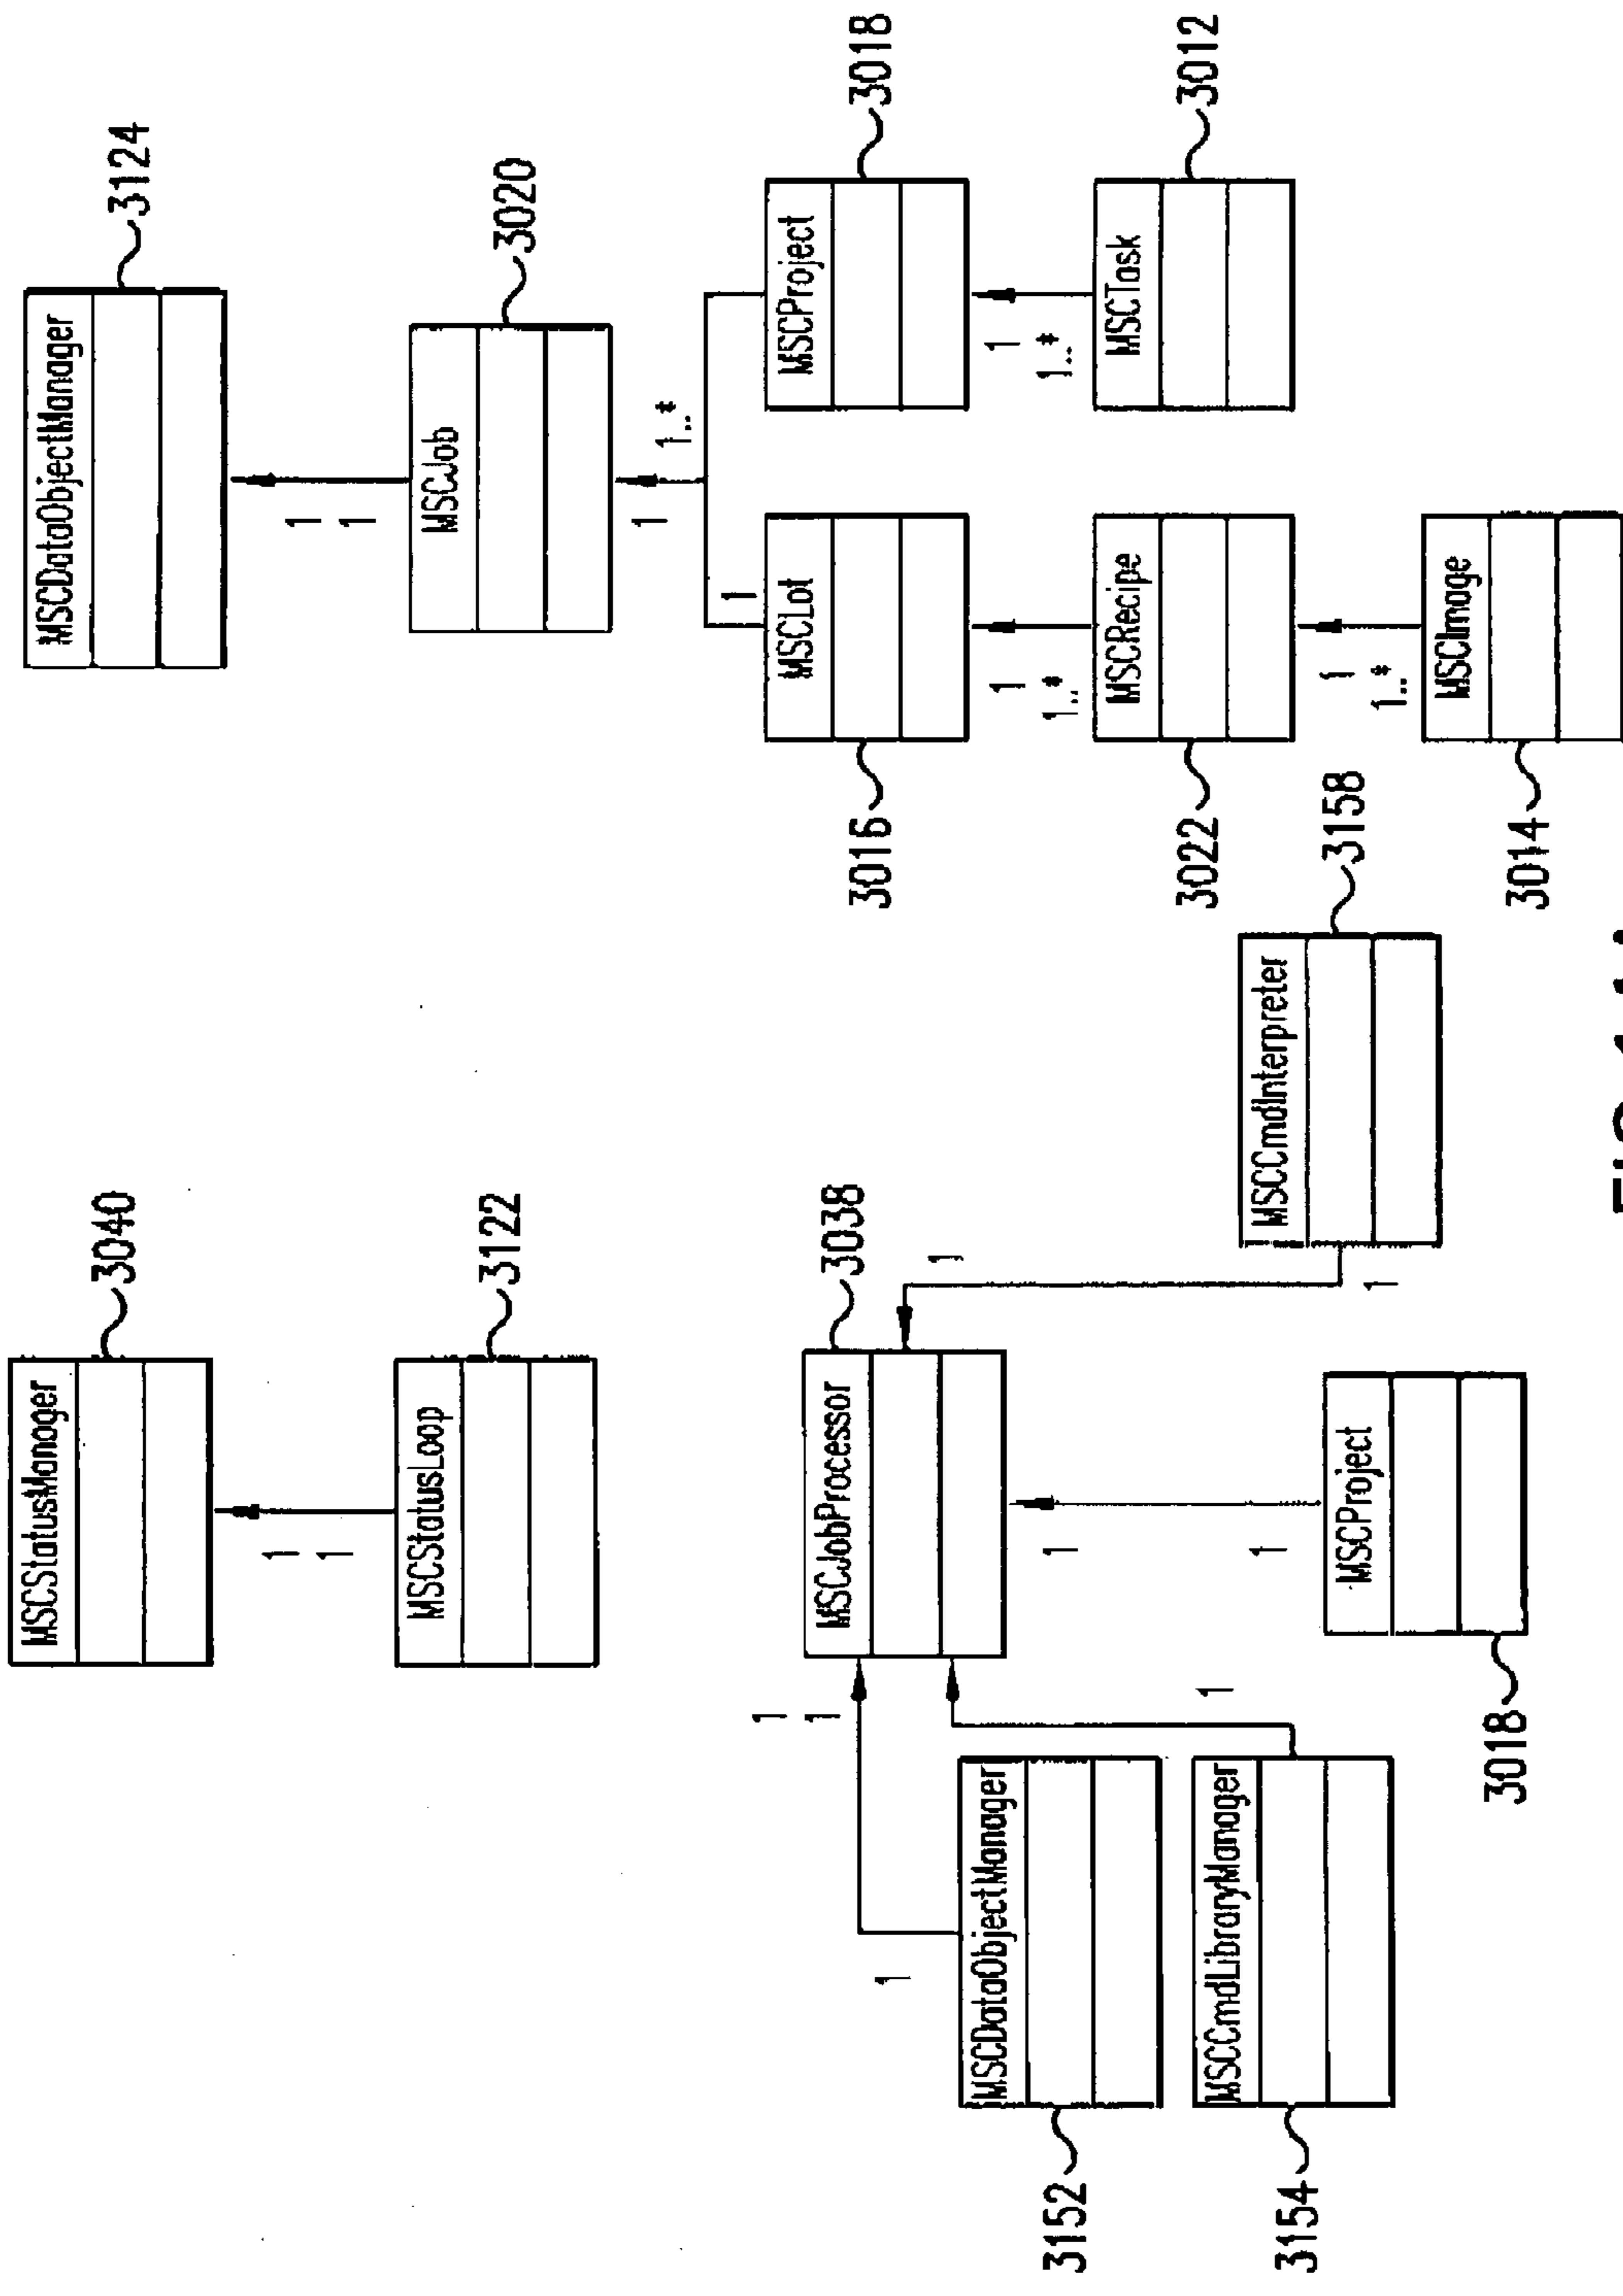 MSCStatusManager
3040
1
1
MSCStatusLoop
3122
MSCDataObjectManager
3124
1
1
MSCJob
3020
1
1..*
1
MSCLot
3016
MSCProject
3018
1
1..*
1
1..*
MSCRecipe
3022
MSCTask
3012
1
1..*
MSCImage
3014
MSCJobProcessor
3038
1
1
1
MSCDataObjectManager
3152
1
MSCCmdLibraryManager
3154
1
1
MSCProject
3018
1
1
MSCCmdInterpreter
3158